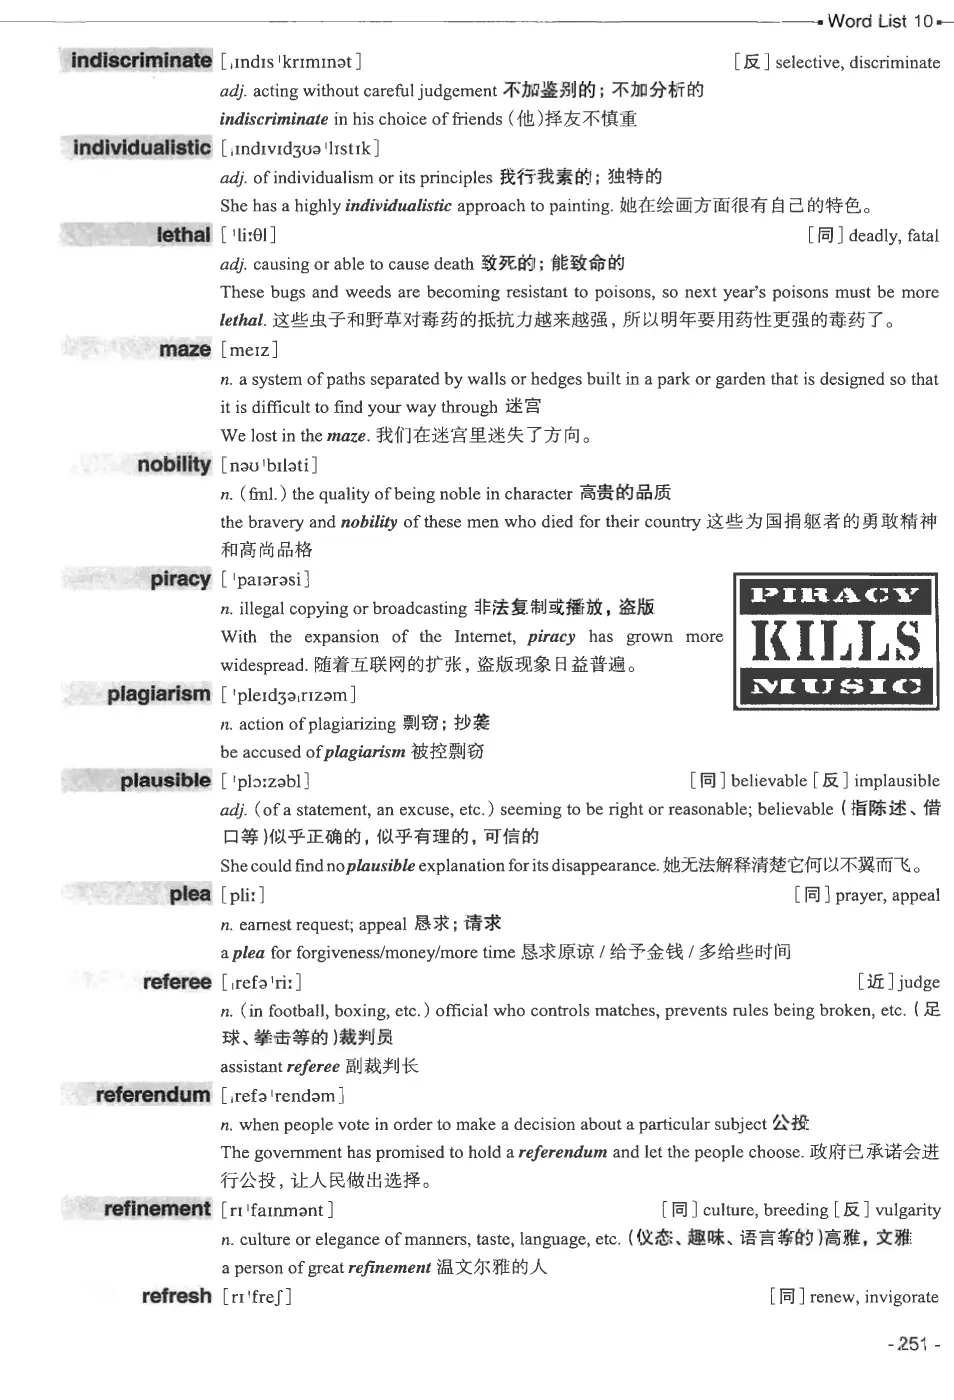 Word List 10
indiscriminate [ˌɪndɪsˈkrɪmɪnət] [反] selective, discriminate
adj. acting without careful judgement 不加鉴别的；不加分析的
indiscriminate in his choice of friends (他)择友不慎重
individualistic [ˌɪndɪvɪdʒʊəˈlɪstɪk]
adj. of individualism or its principles 我行我素的；独特的
She has a highly individualistic approach to painting. 她在绘画方面很有自己的特色。
lethal [ˈliːθl] [同] deadly, fatal
adj. causing or able to cause death 致死的；能致命的
These bugs and weeds are becoming resistant to poisons, so next year's poisons must be more
lethal. 这些虫子和野草对毒药的抵抗力越来越强，所以明年要用药性更强的毒药了。
maze [meɪz]
n. a system of paths separated by walls or hedges built in a park or garden that is designed so that
it is difficult to find your way through 迷宫
We lost in the maze. 我们在迷宫里迷失了方向。
nobility [nəʊˈbɪləti]
n. (fml.) the quality of being noble in character 高贵的品质
the bravery and nobility of these men who died for their country 这些为国捐躯者的勇敢精神
和高尚品格
piracy [ˈpaɪərəsi]
n. illegal copying or broadcasting 非法复制或播放，盗版
With the expansion of the Internet, piracy has grown more
widespread. 随着互联网的扩张，盗版现象日益普遍。
PIRACY
KILLS
MUSIC
plagiarism [ˈpleɪdʒəˌrɪzəm]
n. action of plagiarizing 剽窃；抄袭
be accused of plagiarism 被控剽窃
plausible [ˈplɔːzəbl] [同] believable [反] implausible
adj. (of a statement, an excuse, etc.) seeming to be right or reasonable; believable (指陈述、借
口等)似乎正确的，似乎有理的，可信的
She could find no plausible explanation for its disappearance. 她无法解释清楚它何以不翼而飞。
plea [pliː] [同] prayer, appeal
n. earnest request; appeal 恳求；请求
a plea for forgiveness/money/more time 恳求原谅/给予金钱/多给些时间
referee [ˌrefəˈriː] [近] judge
n. (in football, boxing, etc.) official who controls matches, prevents rules being broken, etc. (足
球、拳击等的)裁判员
assistant referee 副裁判长
referendum [ˌrefəˈrendəm]
n. when people vote in order to make a decision about a particular subject 公投
The government has promised to hold a referendum and let the people choose. 政府已承诺会进
行公投，让人民做出选择。
refinement [rɪˈfaɪnmənt] [同] culture, breeding [反] vulgarity
n. culture or elegance of manners, taste, language, etc. (仪态、趣味、语言等的)高雅，文雅
a person of great refinement 温文尔雅的人
refresh [rɪˈfreʃ] [同] renew, invigorate
- 251 -